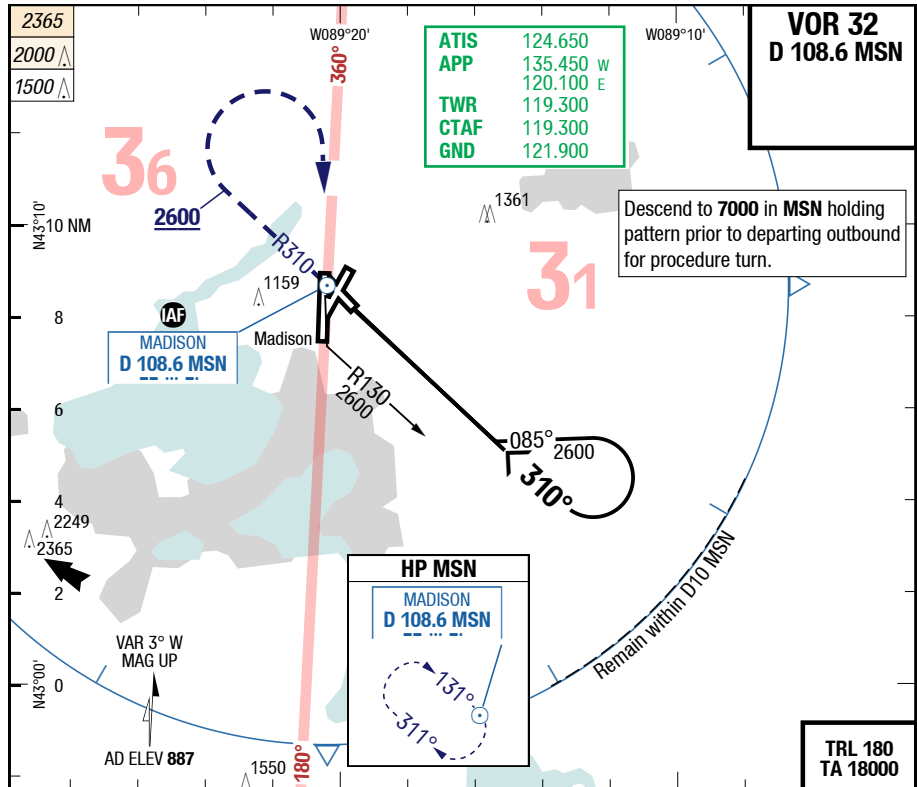 2365
2000
1500
W089°20'
360°
ATIS 124.650
APP 135.450 W
120.100 E
TWR 119.300
CTAF 119.300
GND 121.900
W089°10'
VOR 32
D 108.6 MSN
36
1361
Descend to 7000 in MSN holding
pattern prior to departing outbound
for procedure turn.
N43°10'
10 NM
2600
R310
31
1159
8
IAF
MADISON
D 108.6 MSN
Madison
R130
2600
6
085°
2600
310°
4
2249
2365
2
HP MSN
MADISON
D 108.6 MSN
131°
311°
Remain within D10 MSN
VAR 3° W
MAG UP
N43°00'
0
AD ELEV 887
1550
180°
TRL 180
TA 18000